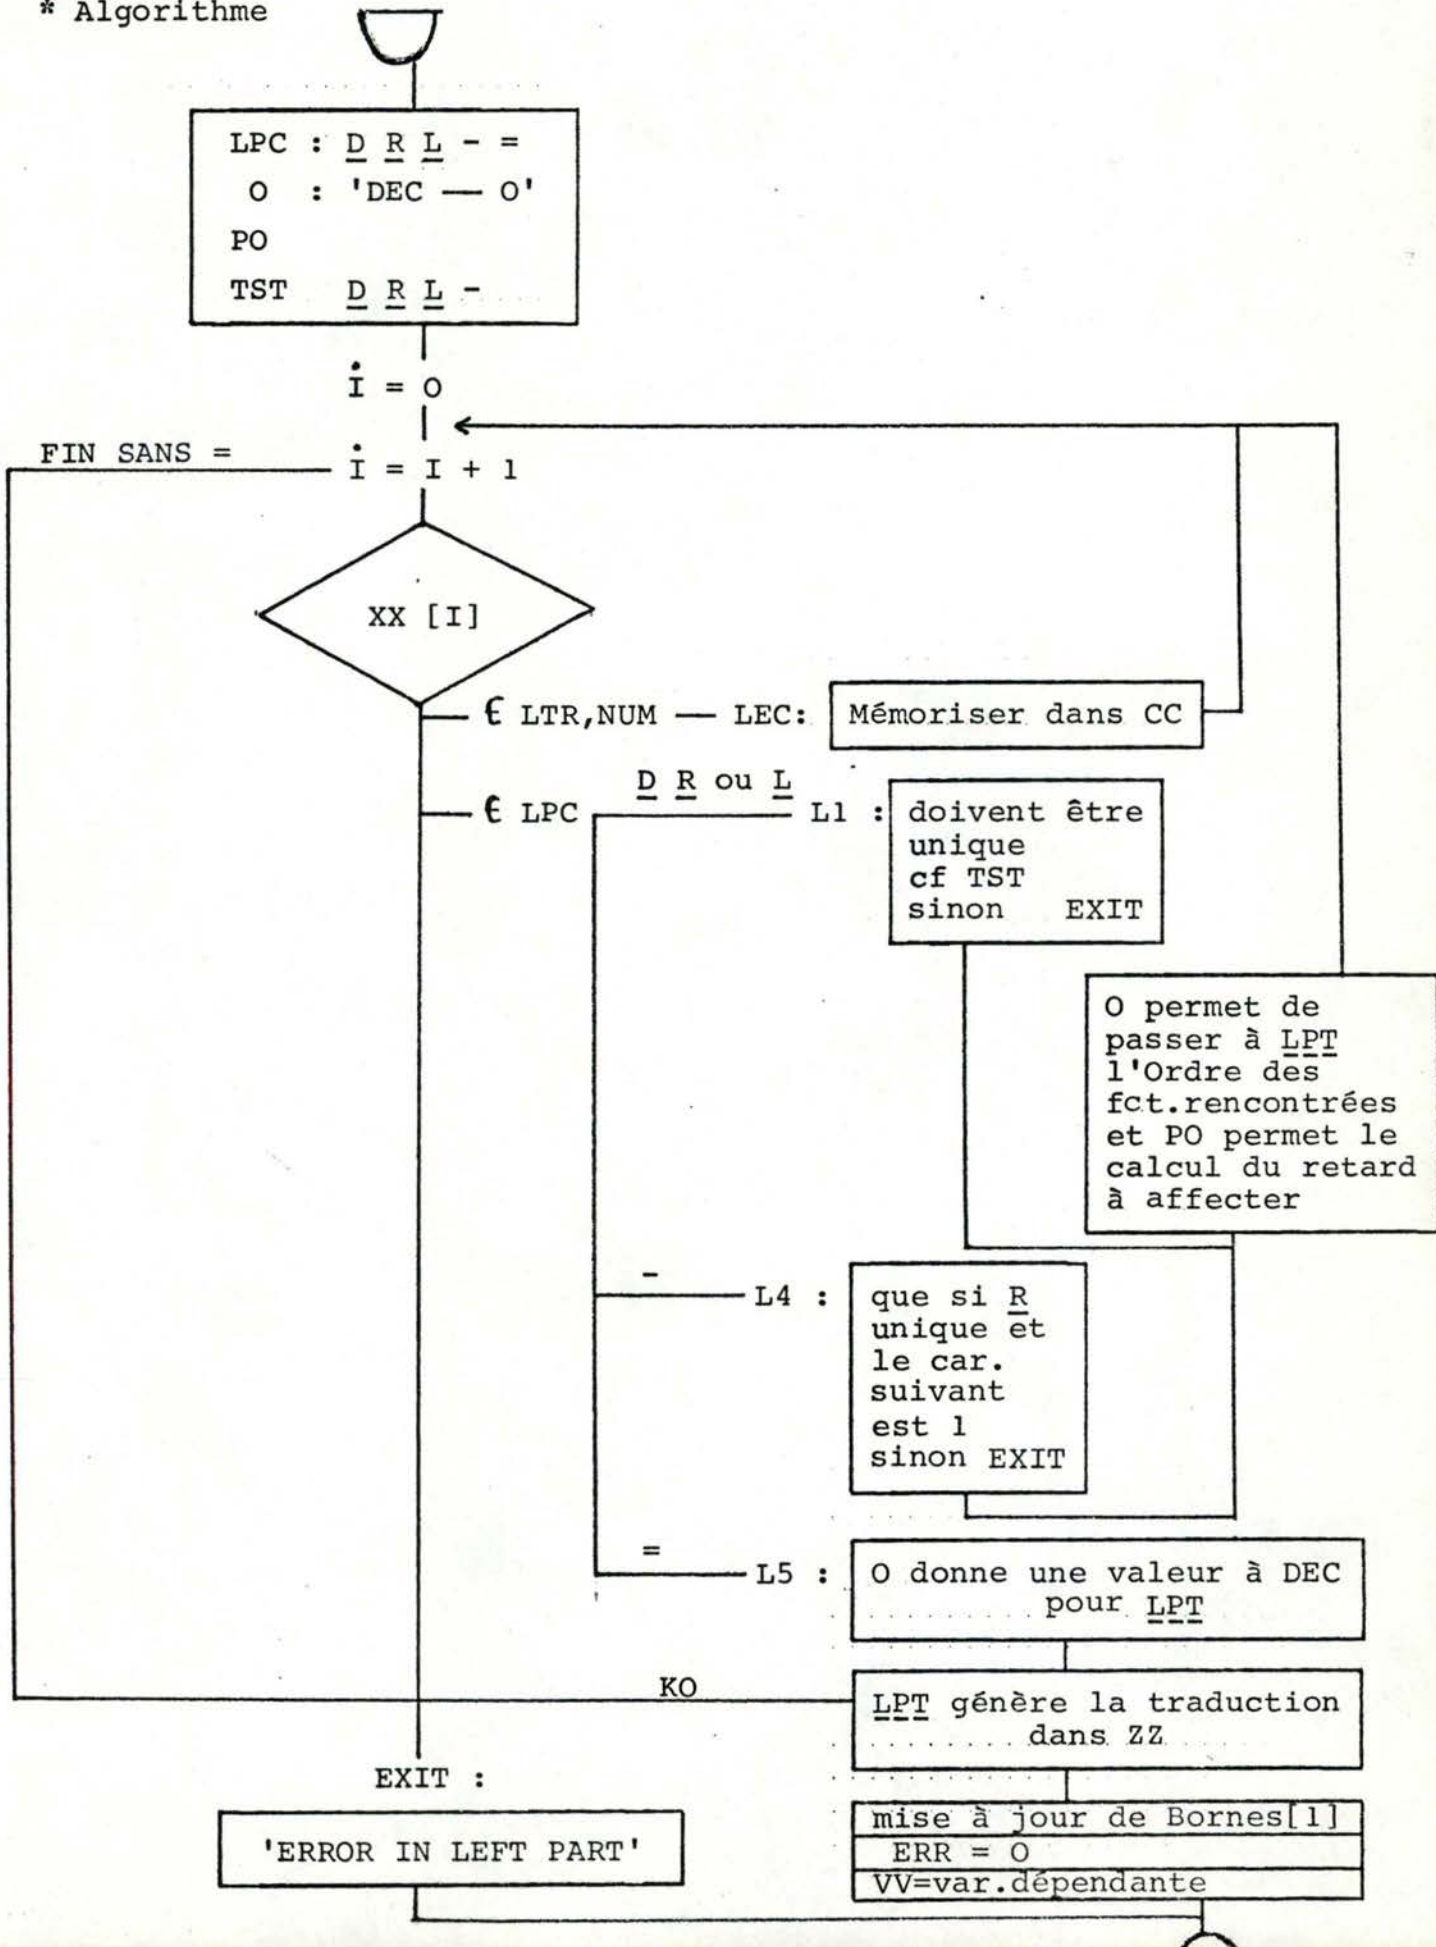 * Algorithme
LPC : D R L - =
O : 'DEC — O'
PO
TST D R L -
İ = O
FIN SANS =
İ = I + 1
XX [I]
€ LTR,NUM — LEC: Mémoriser dans CC
D R ou L
€ LPC
L1 : doivent être
unique
cf TST
sinon EXIT
O permet de
passer à LPT
l'Ordre des
fct.rencontrées
et PO permet le
calcul du retard
à affecter
-
L4 : que si R
unique et
le car.
suivant
est 1
sinon EXIT
=
L5 : O donne une valeur à DEC
pour LPT
KO
LPT génère la traduction
dans ZZ
EXIT :
'ERROR IN LEFT PART'
mise à jour de Bornes[1]
ERR = O
VV=var.dépendante